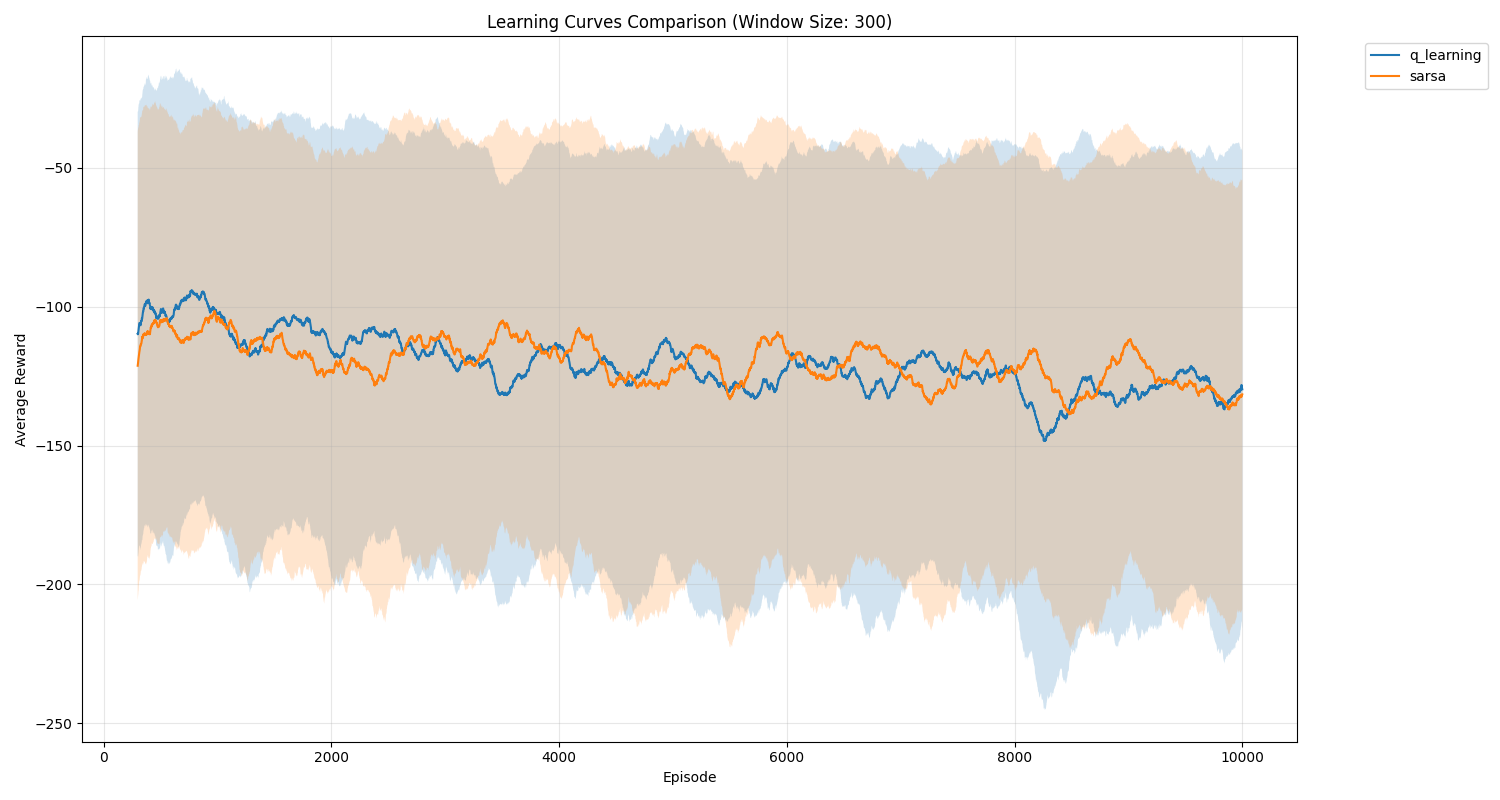 Learning Curves Comparison (Window Size: 300)
q_learning
sarsa
Average Reward
−50
−100
−150
−200
−250
0
2000
4000
6000
8000
10000
Episode